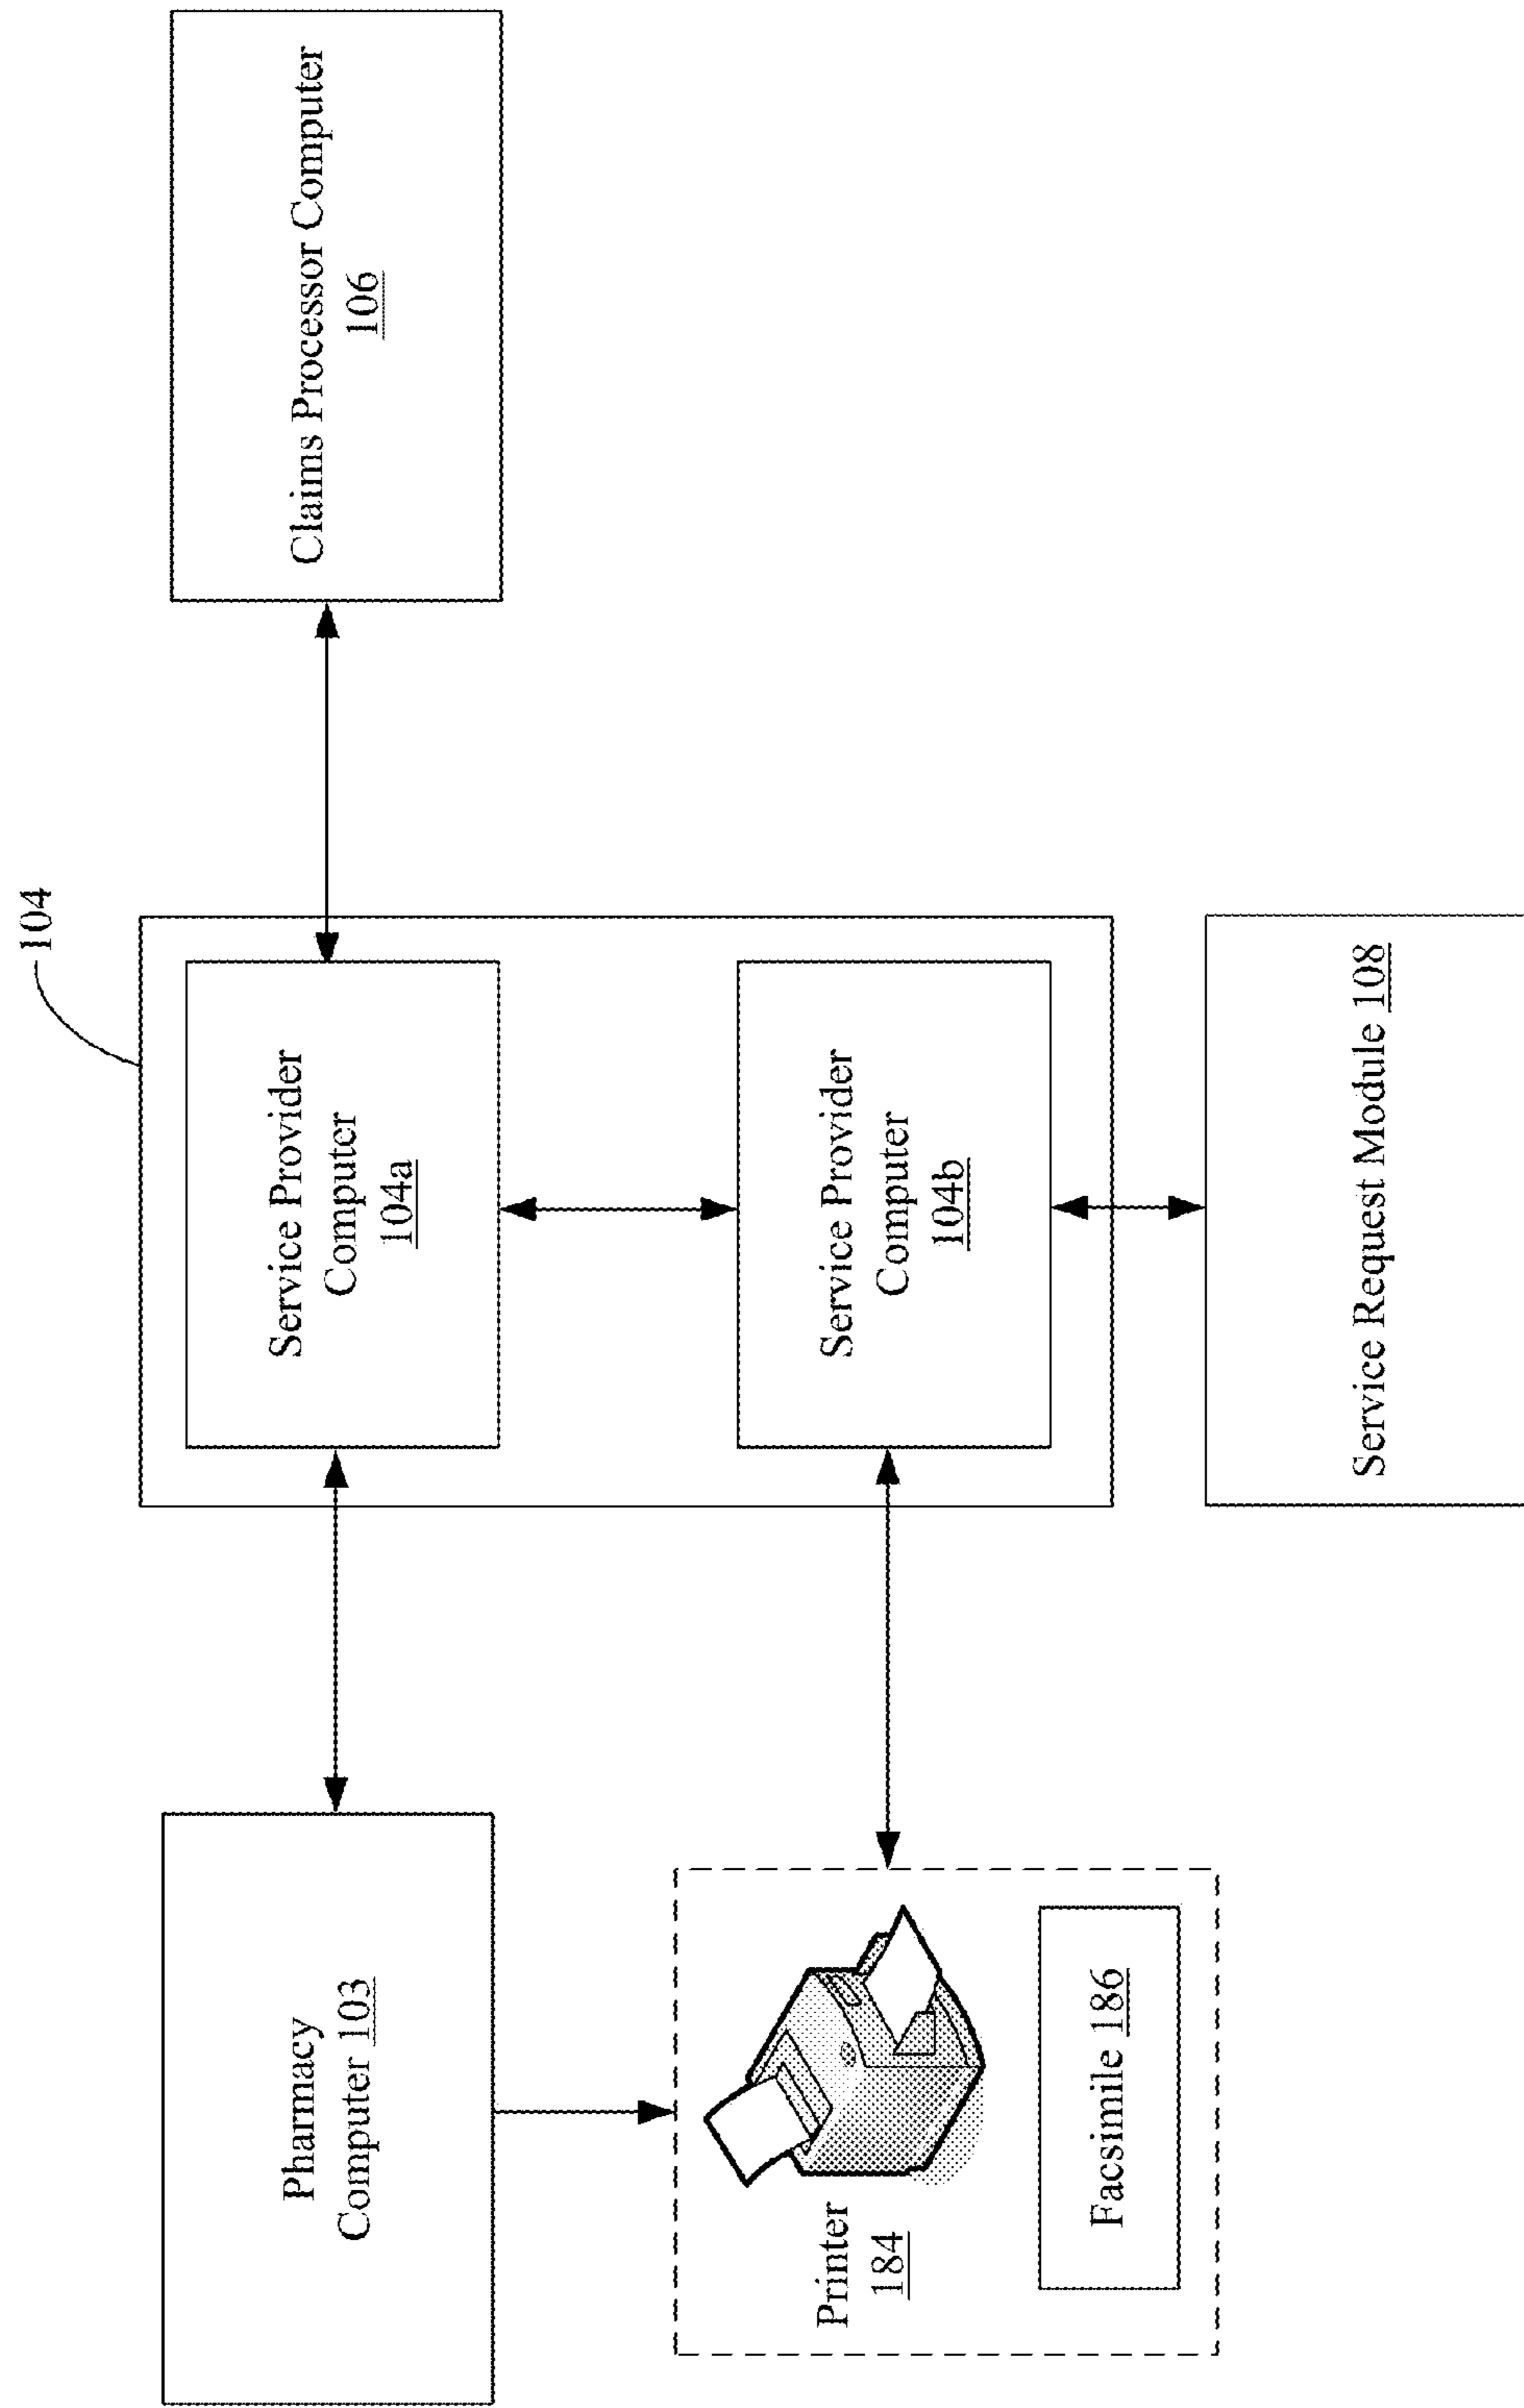 104
Pharmacy
Computer 103
Service Provider
Computer
104a
Claims Processor Computer
106
Printer
184
Facsimile 186
Service Provider
Computer
104b
Service Request Module 108